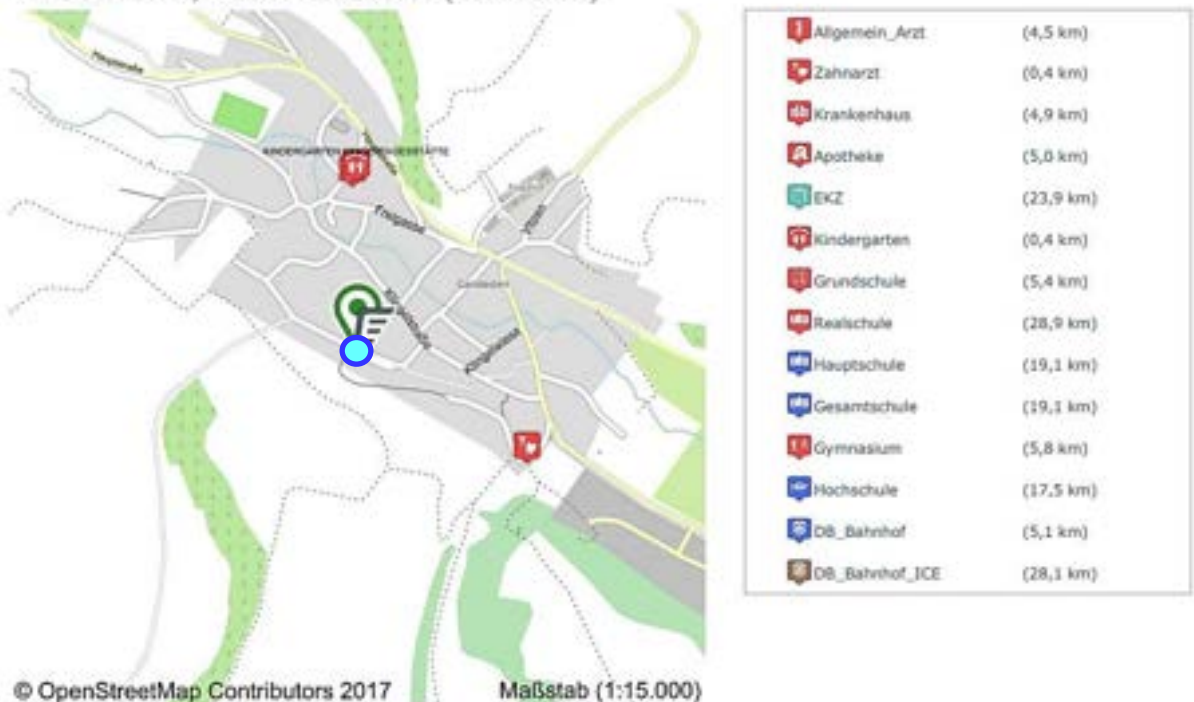 Hauptstraße
Allgemein_Arzt (4,5 km)
Zahnarzt (0,4 km)
Krankenhaus (4,9 km)
Apotheke (5,0 km)
EKZ (23,9 km)
Kindergarten (0,4 km)
Grundschule (5,4 km)
Realschule (28,9 km)
Hauptschule (19,1 km)
Gesamtschule (19,1 km)
Gymnasium (5,8 km)
Hochschule (17,5 km)
DB_Bahnhof (5,1 km)
DB_Bahnhof_ICE (28,1 km)
KINDERGARTEN
© OpenStreetMap Contributors 2017
Maßstab (1:15.000)